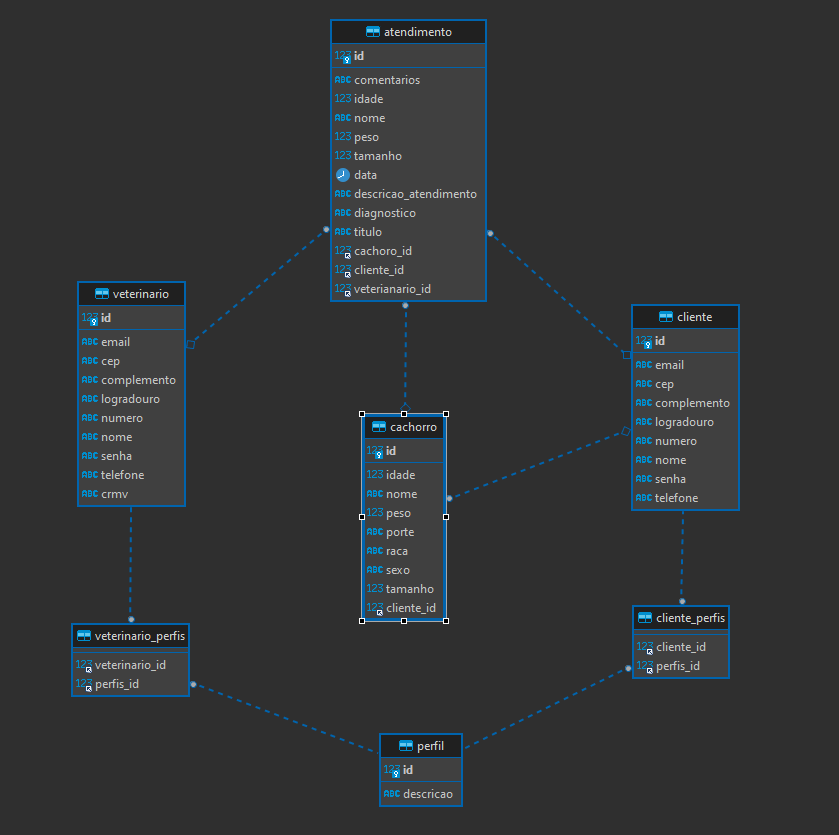 atendimento
123 id
ABC comentarios
123 idade
ABC nome
123 peso
123 tamanho
data
ABC descricao_atendimento
ABC diagnostico
ABC titulo
123 cachoro_id
123 cliente_id
123 veterianario_id
veterinario
123 id
ABC email
ABC cep
ABC complemento
ABC logradouro
ABC numero
ABC nome
ABC senha
ABC telefone
ABC crmv
cliente
123 id
ABC email
ABC cep
ABC complemento
ABC logradouro
ABC numero
ABC nome
ABC senha
ABC telefone
cachorro
123 id
123 idade
ABC nome
123 peso
ABC porte
ABC raca
ABC sexo
123 tamanho
123 cliente_id
veterinario_perfis
123 veterinario_id
123 perfis_id
cliente_perfis
123 cliente_id
123 perfis_id
perfil
123 id
ABC descricao